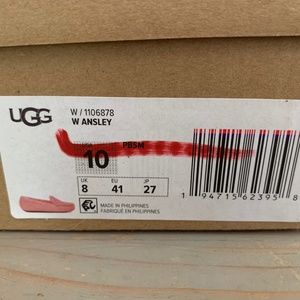 UGG
W / 1106878
W ANSLEY
PBSM
10
UK EU JP
8 41 27
MADE IN PHILIPPINES
FABRIQUÉ EN PHILIPPINES
1 94715 62395 8